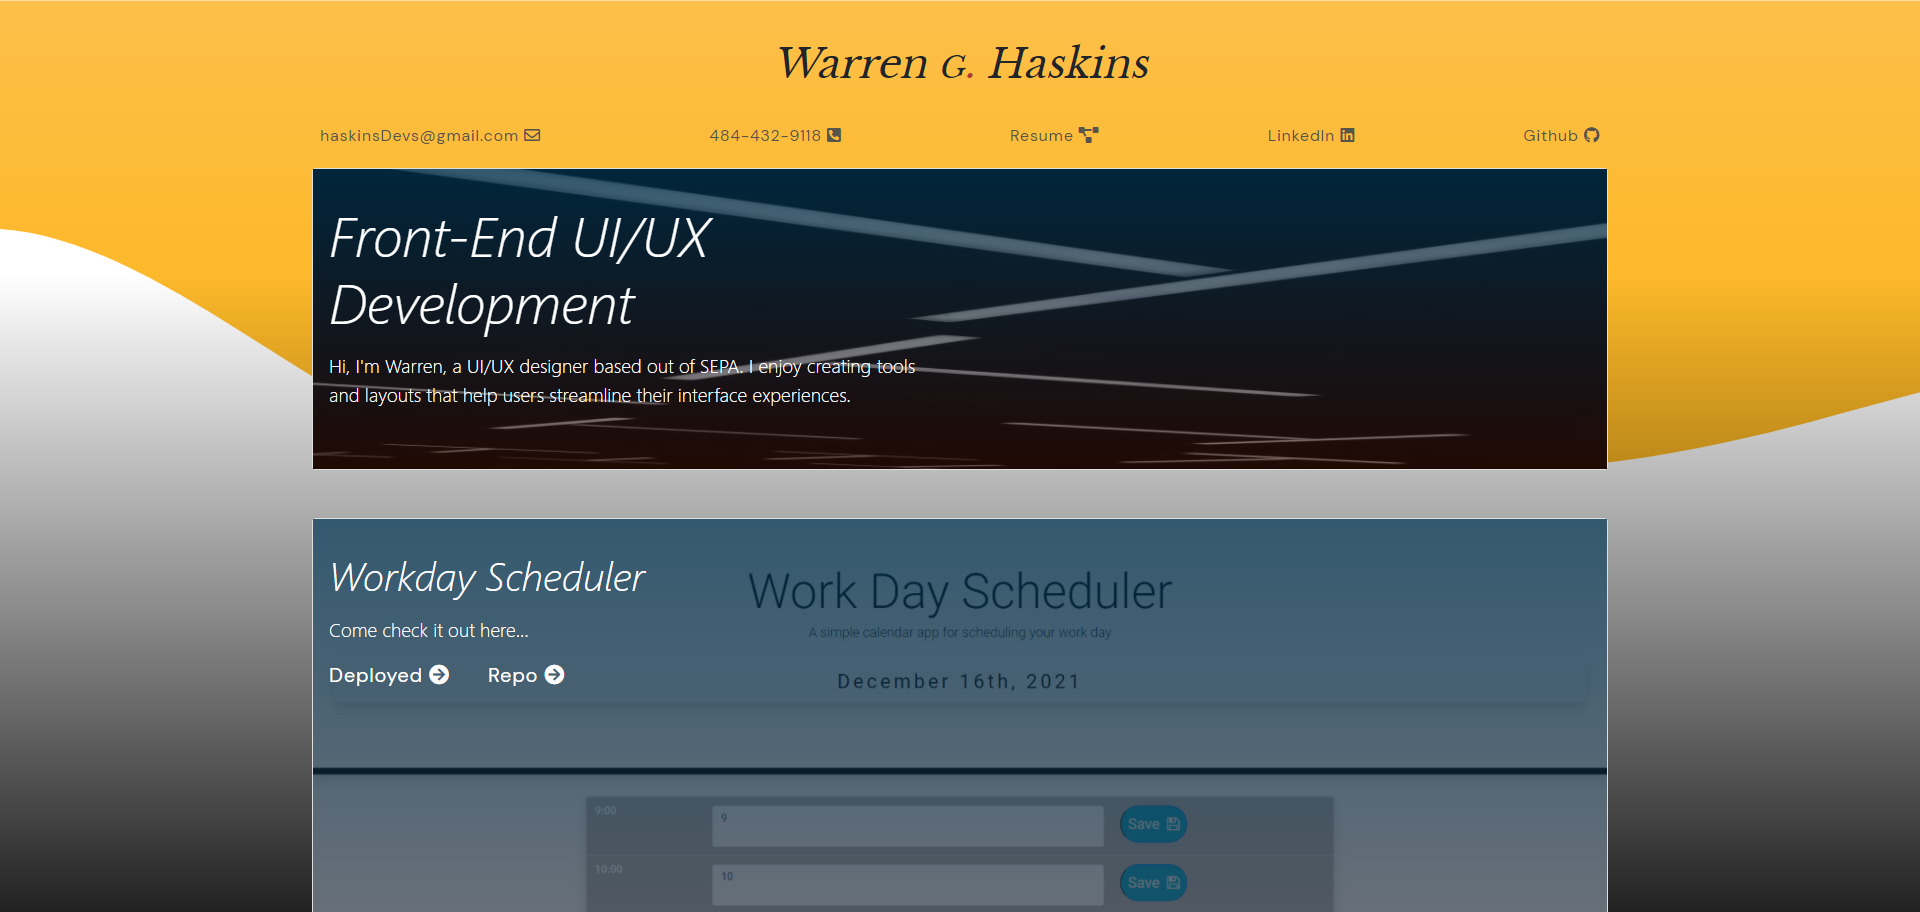 Warren G. Haskins
haskinsDevs@gmail.com 484-432-9118 Resume LinkedIn Github
Front-End UI/UX
Development
Hi, I'm Warren, a UI/UX designer based out of SEPA. I enjoy creating tools
and layouts that help users streamline their interface experiences.
Workday Scheduler
Come check it out here...
Deployed Repo
Work Day Scheduler
A simple calendar app for scheduling your work day
December 16th, 2021
9:00 9 Save
10:00 10 Save